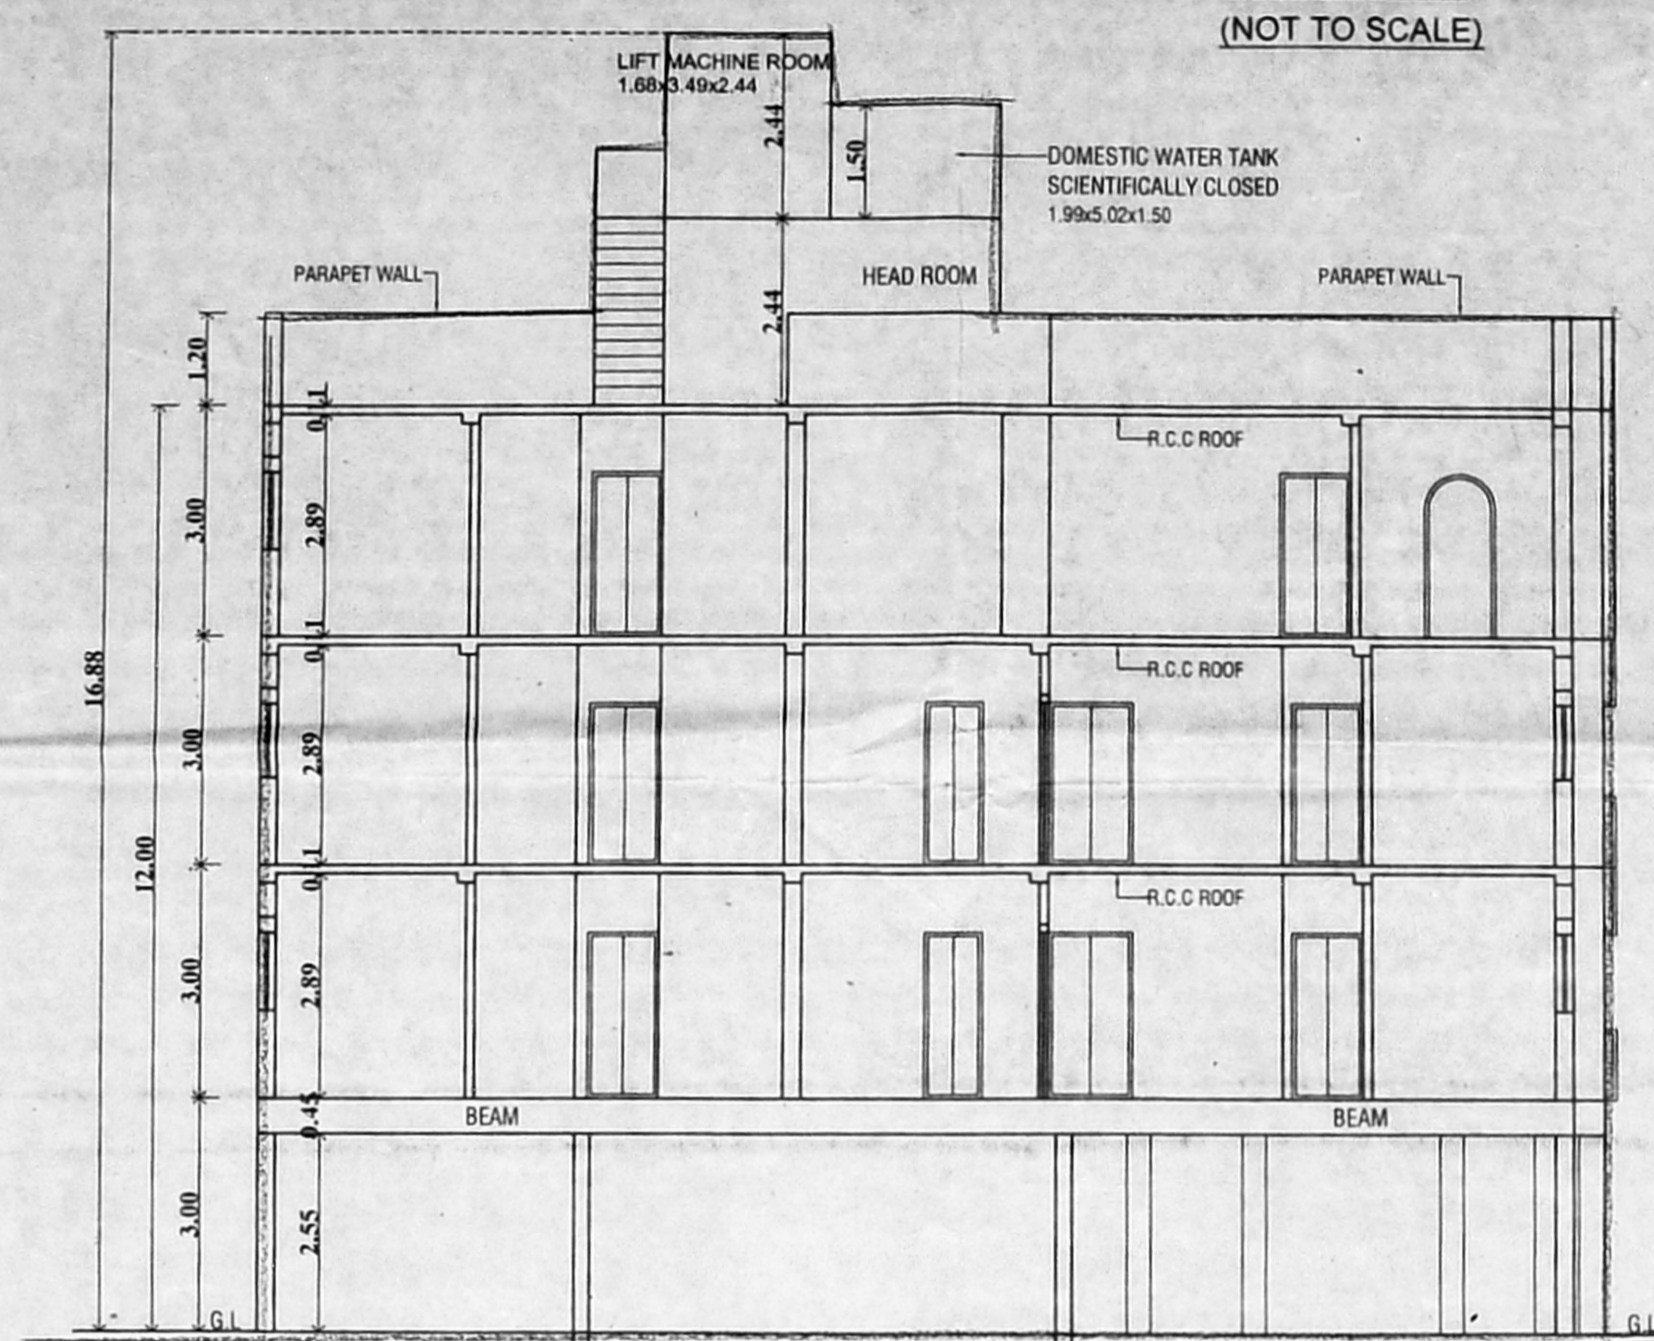 (NOT TO SCALE)
LIFT MACHINE ROOM
1.68x3.49x2.44
2.44
1.50
DOMESTIC WATER TANK
SCIENTIFICALLY CLOSED
1.99x5.02x1.50
PARAPET WALL
HEAD ROOM
PARAPET WALL
2.44
1.20
0.11
R.C.C ROOF
3.00
2.89
0.11
R.C.C ROOF
16.88
3.00
2.89
12.00
0.11
R.C.C ROOF
3.00
2.89
0.45
BEAM
BEAM
3.00
2.55
G.L
G.L